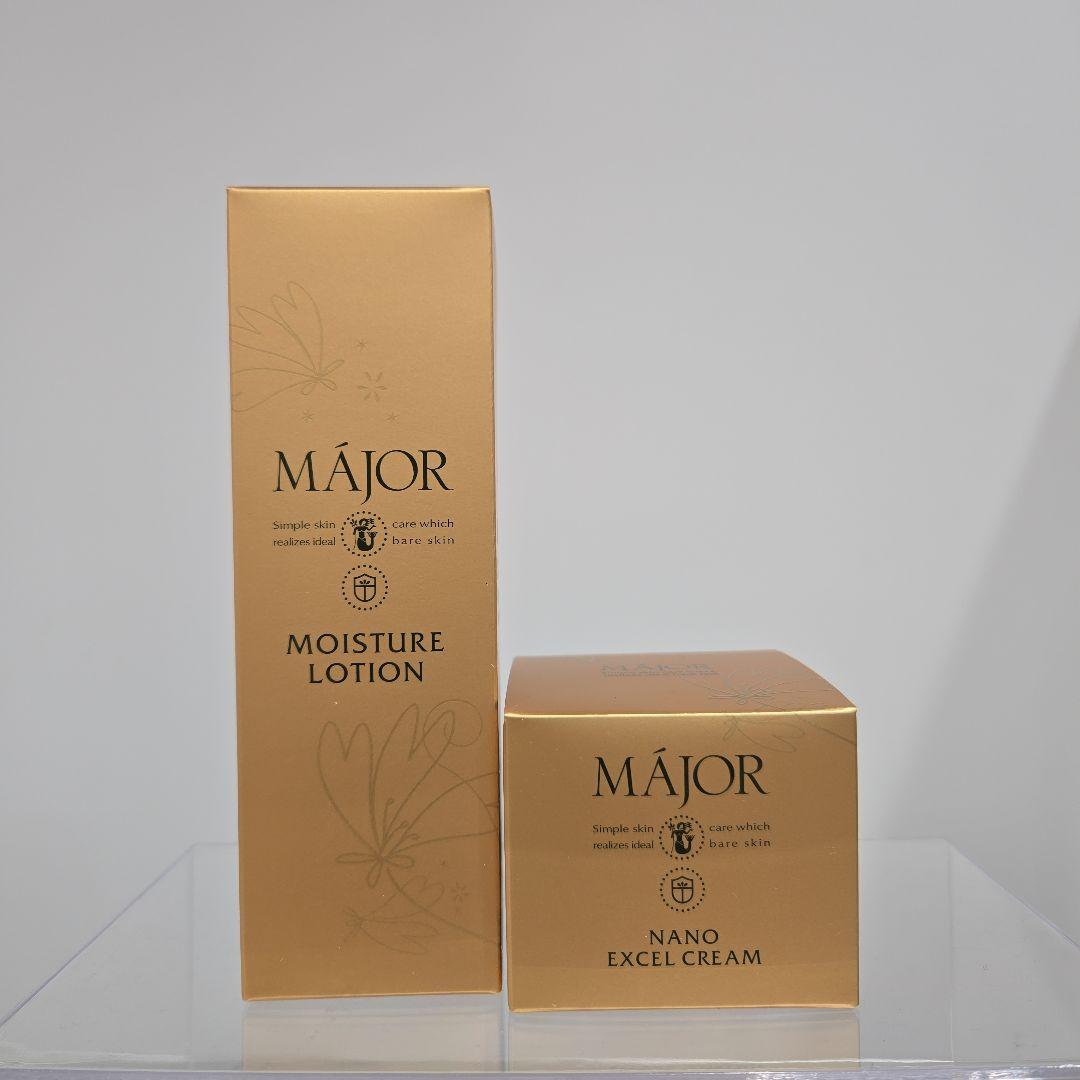 MÁJOR
Simple skin care which
realizes ideal bare skin
MOISTURE
LOTION
MÁJOR
MÁJOR
Simple skin care which
realizes ideal bare skin
NANO
EXCEL CREAM